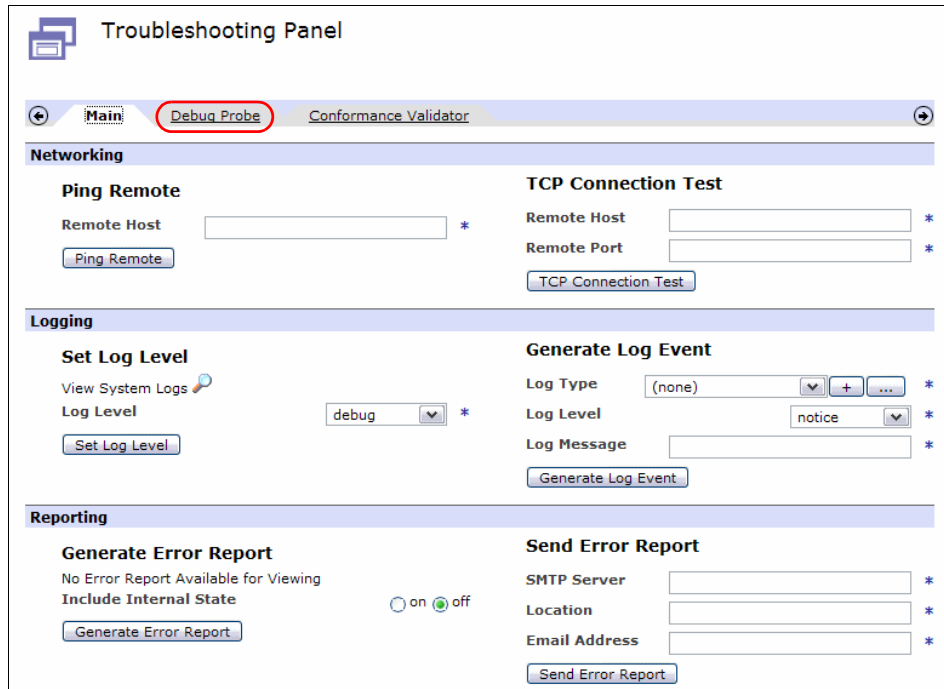 Troubleshooting Panel
Main Debug Probe Conformance Validator
Networking
Ping Remote
Remote Host *
Ping Remote
TCP Connection Test
Remote Host *
Remote Port *
TCP Connection Test
Logging
Set Log Level
View System Logs
Log Level debug *
Set Log Level
Generate Log Event
Log Type (none) + ... *
Log Level notice *
Log Message *
Generate Log Event
Reporting
Generate Error Report
No Error Report Available for Viewing
Include Internal State on off
Generate Error Report
Send Error Report
SMTP Server *
Location *
Email Address *
Send Error Report